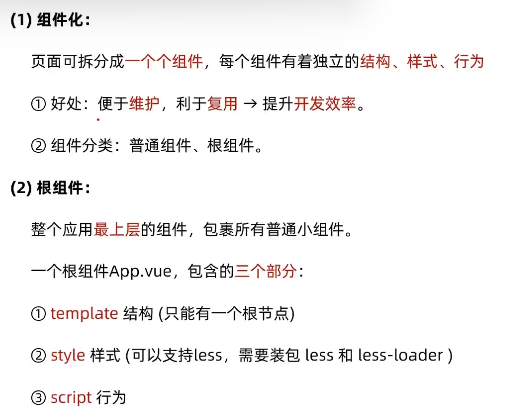 (1) 组件化：
页面可拆分成一个个组件，每个组件有着独立的结构、样式、行为
① 好处：便于维护，利于复用 → 提升开发效率。
② 组件分类：普通组件、根组件。
(2) 根组件：
整个应用最上层的组件，包裹所有普通小组件。
一个根组件App.vue，包含的三个部分：
① template 结构 (只能有一个根节点)
② style 样式 (可以支持less，需要装包 less 和 less-loader )
③ script 行为